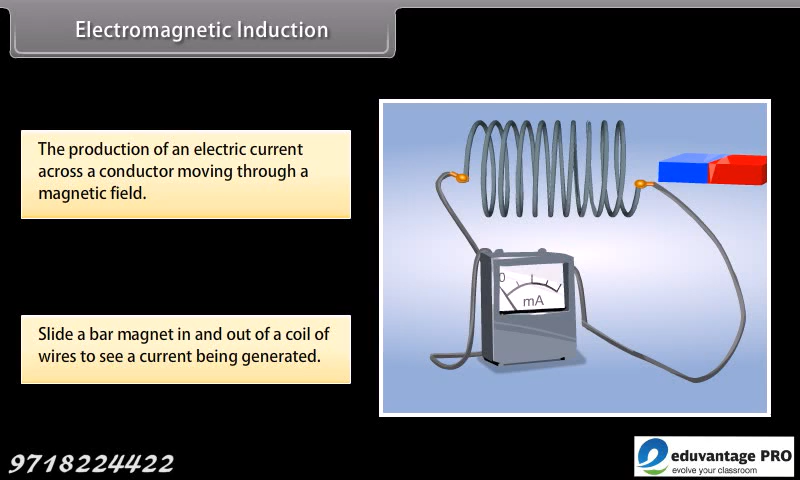 Electromagnetic Induction
The production of an electric current
across a conductor moving through a
magnetic field.
0
mA
Slide a bar magnet in and out of a coil of
wires to see a current being generated.
9718224422
eduvantage PRO
evolve your classroom